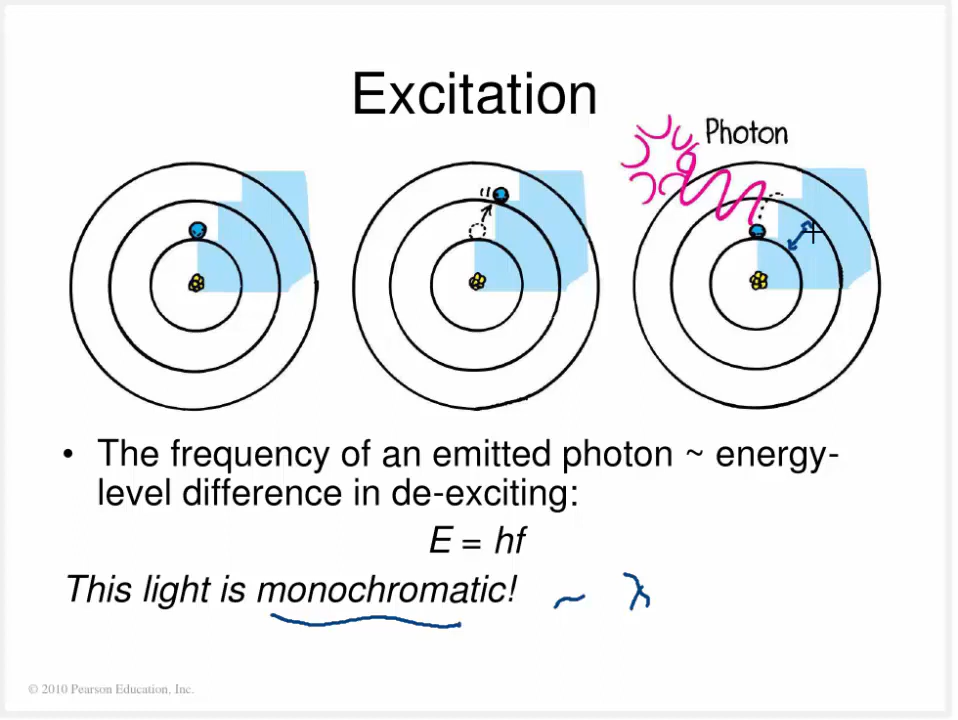 Excitation
Photon
• The frequency of an emitted photon ~ energy-
level difference in de-exciting:
E = hf
This light is monochromatic! ~ λ
© 2010 Pearson Education, Inc.